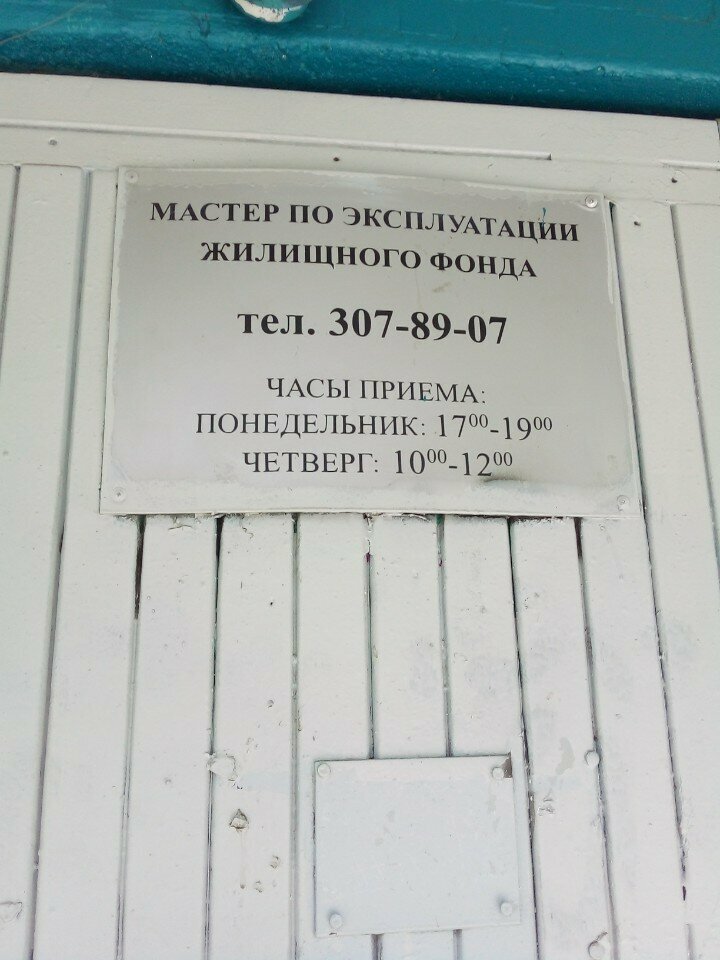 МАСТЕР ПО ЭКСПЛУАТАЦИИ
ЖИЛИЩНОГО ФОНДА
тел. 307-89-07
ЧАСЫ ПРИЕМА:
ПОНЕДЕЛЬНИК: 17⁰⁰-19⁰⁰
ЧЕТВЕРГ: 10⁰⁰-12⁰⁰